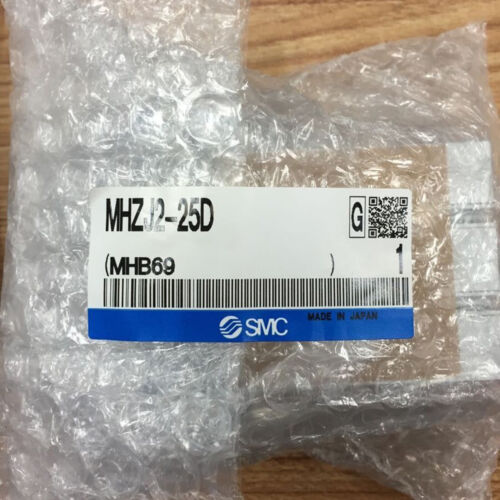 MHZJ2-25D
G
(MHB69 ) 1
SMC MADE IN JAPAN